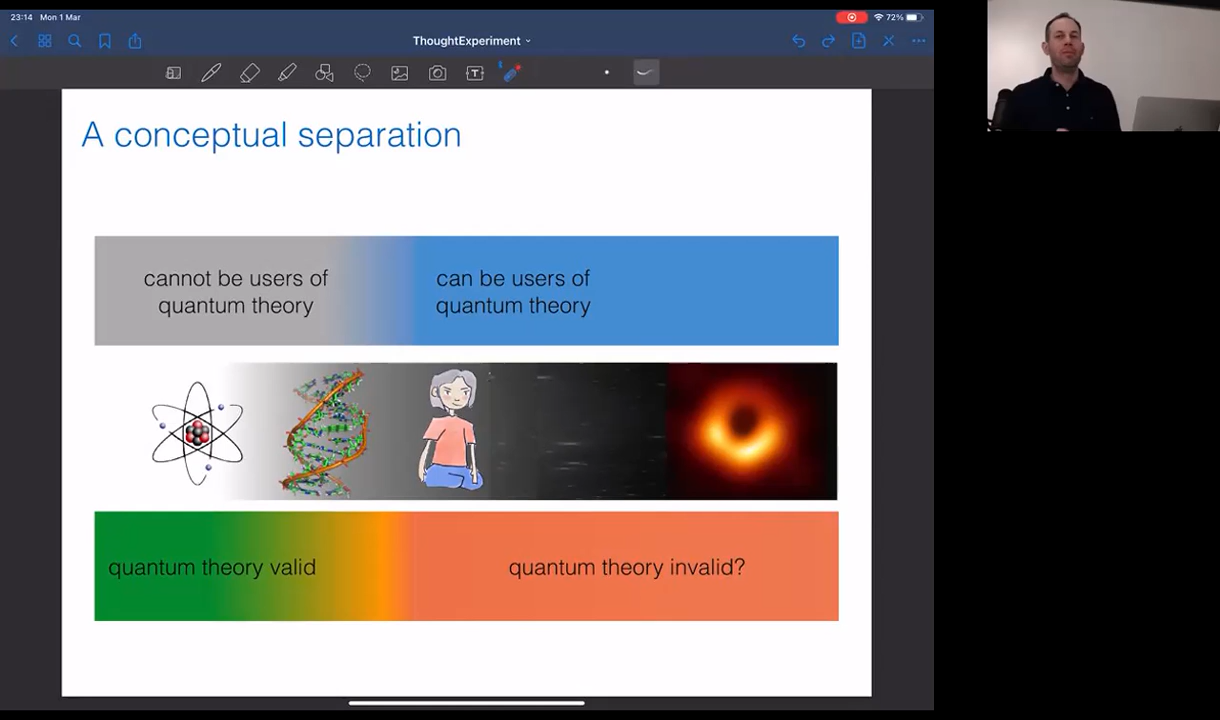 23:14 Mon 1 Mar
72%
ThoughtExperiment
T
A conceptual separation
cannot be users of
quantum theory
can be users of
quantum theory
quantum theory valid
quantum theory invalid?